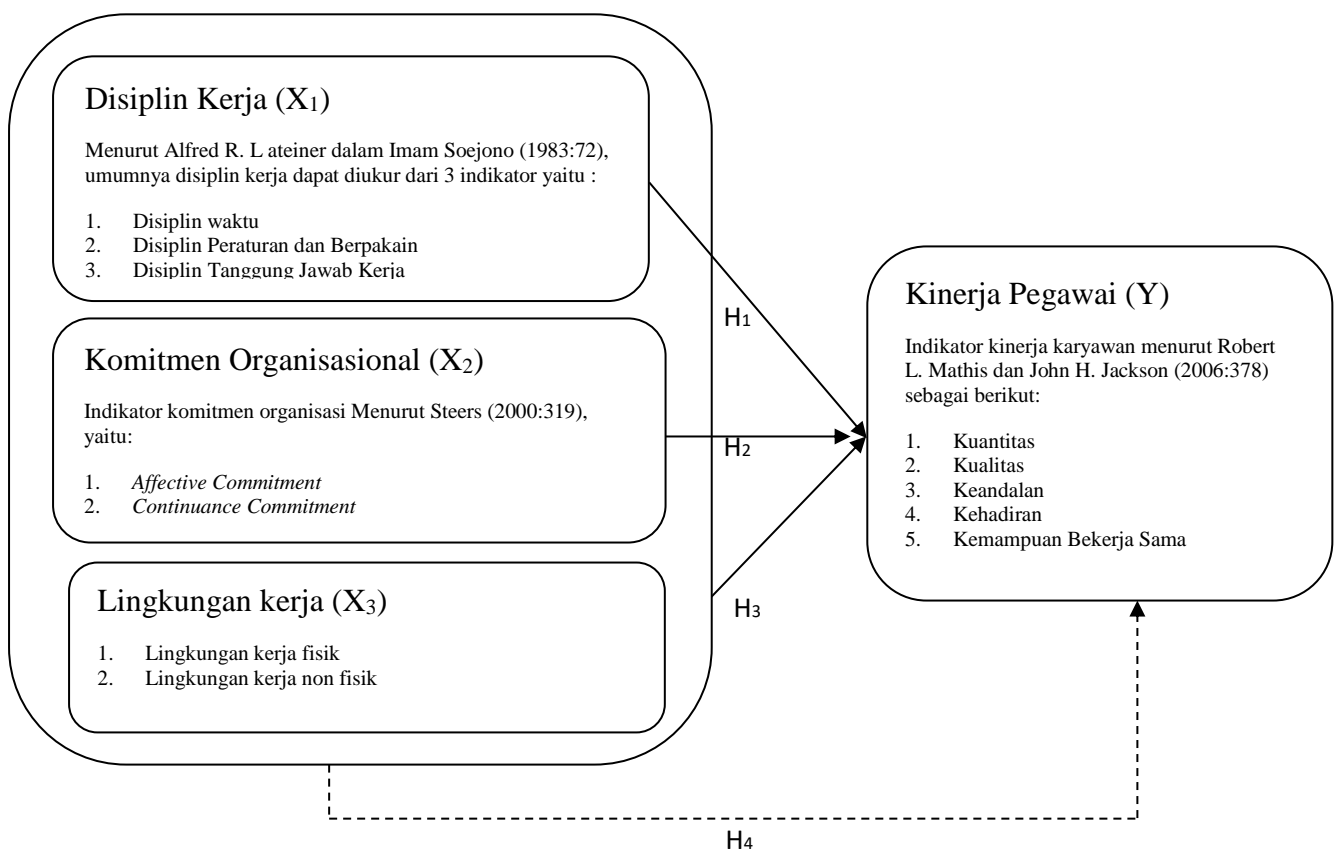 Disiplin Kerja (X1)
Menurut Alfred R. L ateiner dalam Imam Soejono (1983:72),
umumnya disiplin kerja dapat diukur dari 3 indikator yaitu :
1. Disiplin waktu
2. Disiplin Peraturan dan Berpakain
3. Disiplin Tanggung Jawab Kerja
Komitmen Organisasional (X2)
Indikator komitmen organisasi Menurut Steers (2000:319),
yaitu:
1. Affective Commitment
2. Continuance Commitment
Lingkungan kerja (X3)
1. Lingkungan kerja fisik
2. Lingkungan kerja non fisik
H1
H2
H3
Kinerja Pegawai (Y)
Indikator kinerja karyawan menurut Robert
L. Mathis dan John H. Jackson (2006:378)
sebagai berikut:
1. Kuantitas
2. Kualitas
3. Keandalan
4. Kehadiran
5. Kemampuan Bekerja Sama
H4